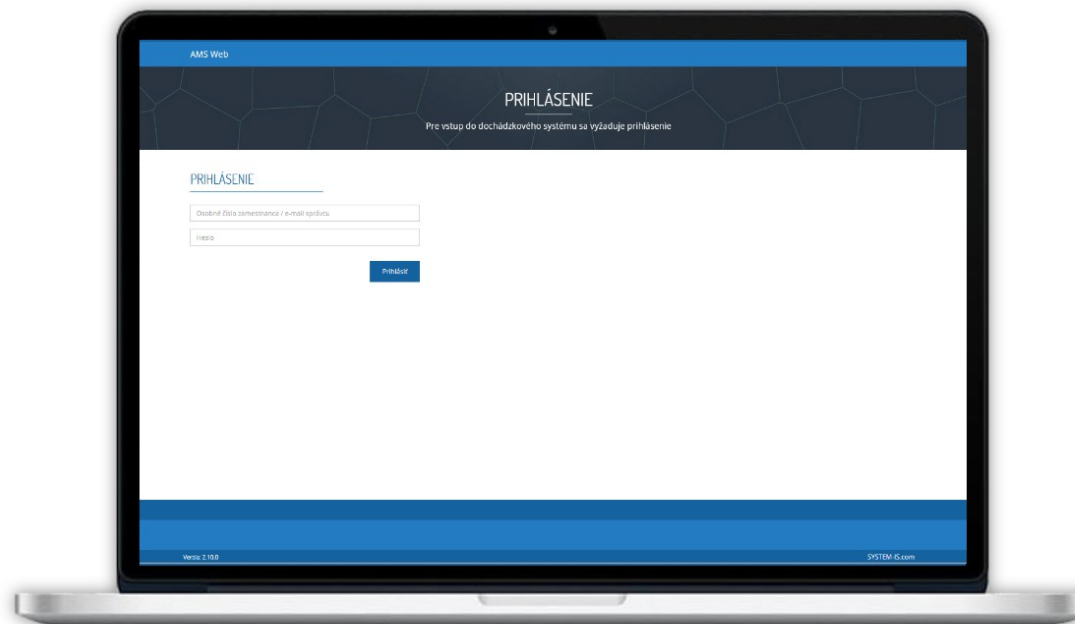 AMS Web
PRIHLÁSENIE
Pre vstup do dochádzkového systému sa vyžaduje prihlásenie
PRIHLÁSENIE
Osobné číslo zamestnanca / e-mail správcu
Heslo
Prihlásiť
Verzia: 2.10.0
SYSTEM-IS.com